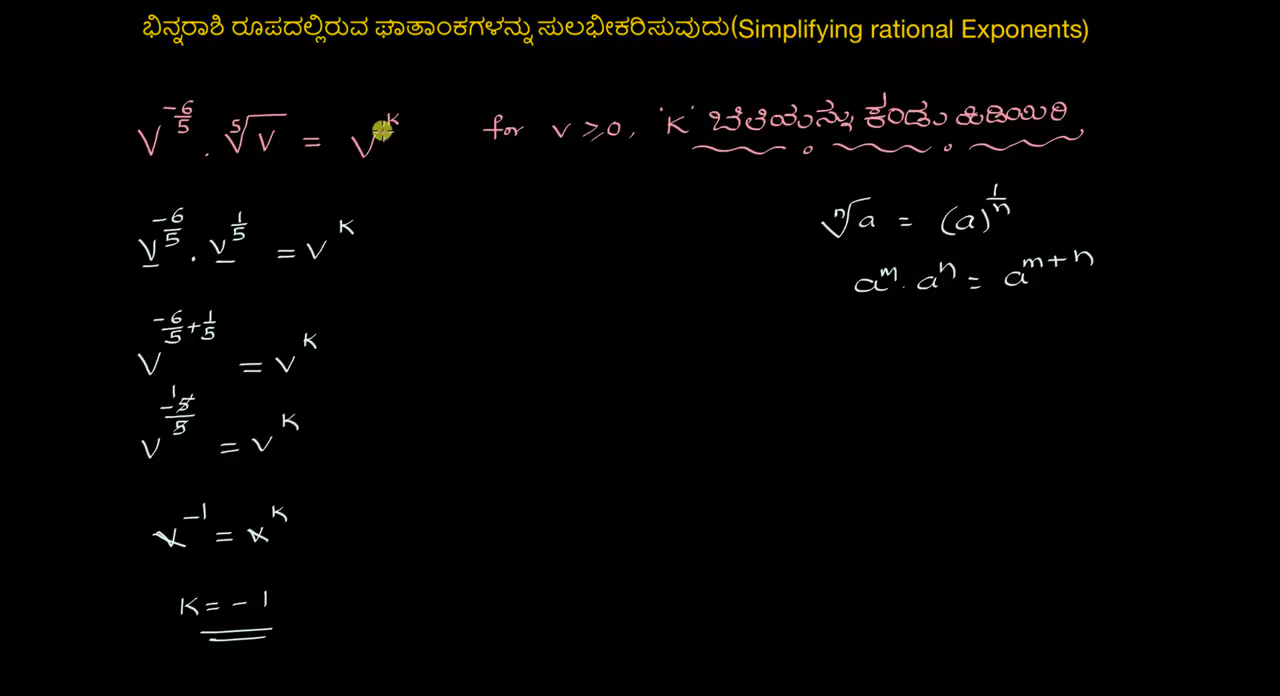 ಭಿನ್ನರಾಶಿ ರೂಪದಲ್ಲಿರುವ ಘಾತಾಂಕಗಳನ್ನು ಸುಲಭೀಕರಿಸುವುದು(Simplifying rational Exponents)
v^(-6/5) . ⁵√v = v^K for v ≥ 0, 'K' ಬೆಲೆಯನ್ನು ಕಂಡು ಹಿಡಿಯಿರಿ
ⁿ√a = (a)^(1/n)
v^(-6/5) . v^(1/5) = v^K
a^m . a^n = a^(m+n)
v^(-6/5 + 1/5) = v^K
v^(-5/5) = v^K
v^-1 = v^K
K = -1